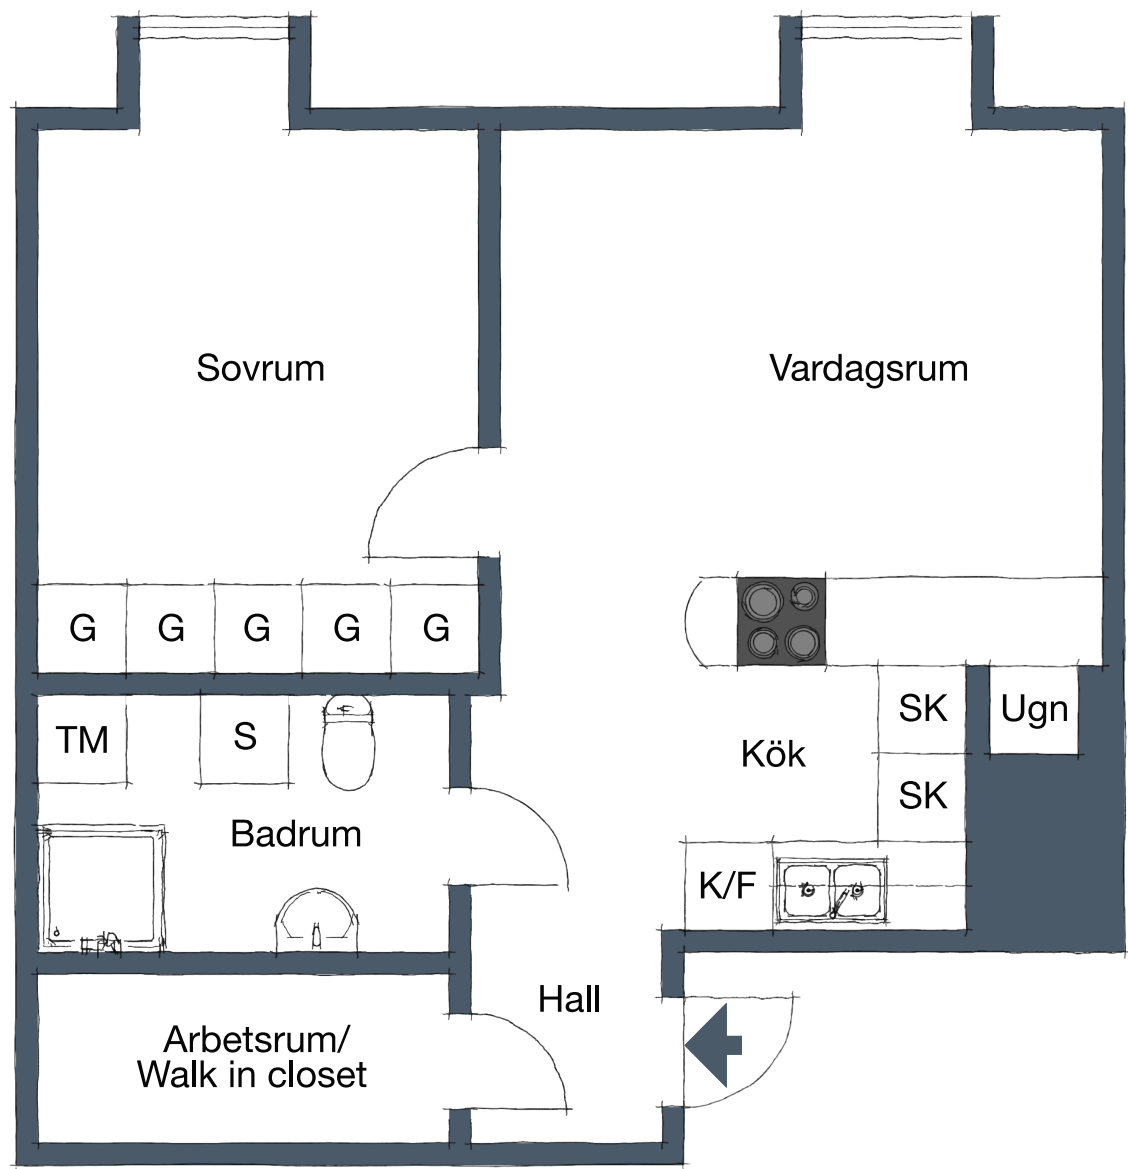 Sovrum
Vardagsrum
G G G G G
TM
S
SK
Ugn
Kök
SK
Badrum
K/F
Hall
Arbetsrum/
Walk in closet